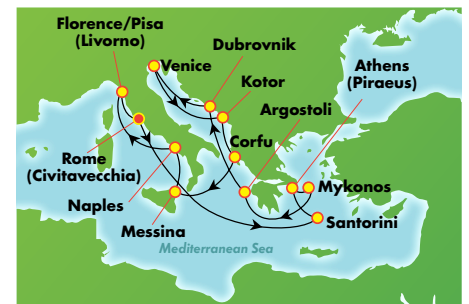 Florence/Pisa
(Livorno)
Dubrovnik
Venice
Athens
(Piraeus)
Kotor
Argostoli
Corfu
Rome
(Civitavecchia)
Mykonos
Naples
Santorini
Messina
Mediterranean Sea